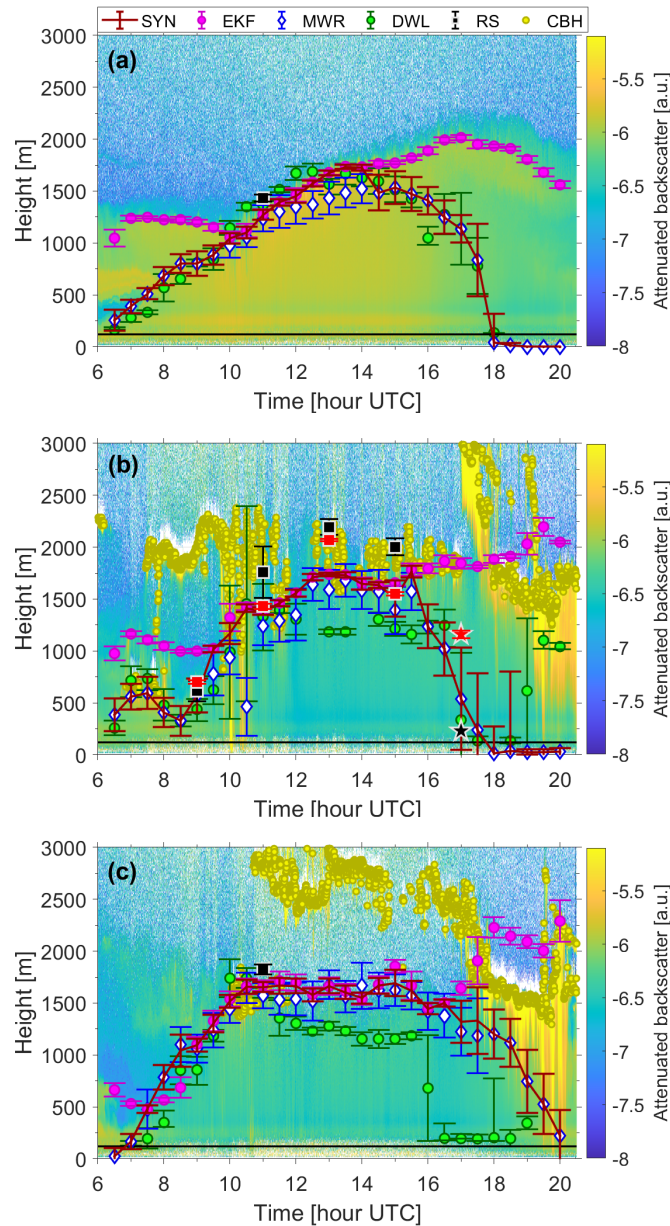 SYN EKF MWR DWL RS CBH
(a)
3000
2500
2000
1500
1000
500
0
Height [m]
6 8 10 12 14 16 18 20
Time [hour UTC]
-5.5
-6
-6.5
-7
-7.5
-8
Attenuated backscatter [a.u.]
(b)
3000
2500
2000
1500
1000
500
0
Height [m]
6 8 10 12 14 16 18 20
Time [hour UTC]
-5.5
-6
-6.5
-7
-7.5
-8
Attenuated backscatter [a.u.]
(c)
3000
2500
2000
1500
1000
500
0
Height [m]
6 8 10 12 14 16 18 20
Time [hour UTC]
-5.5
-6
-6.5
-7
-7.5
-8
Attenuated backscatter [a.u.]